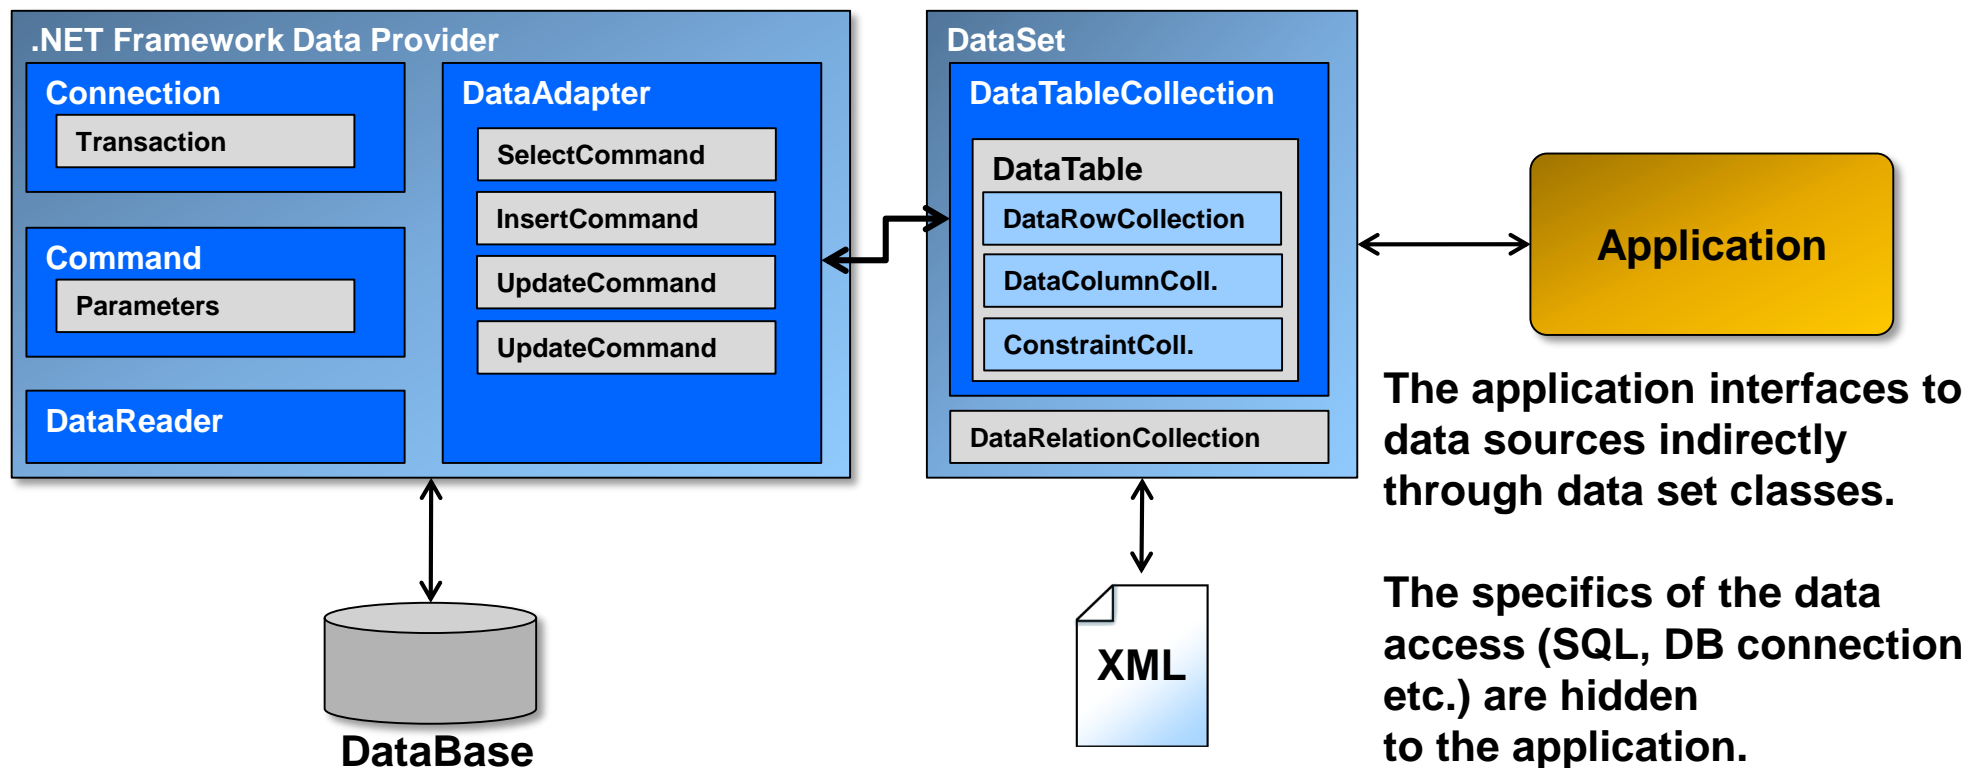 .NET Framework Data Provider
Connection
Transaction
Command
Parameters
DataReader
DataAdapter
SelectCommand
InsertCommand
UpdateCommand
UpdateCommand
DataSet
DataTableCollection
DataTable
DataRowCollection
DataColumnColl.
ConstraintColl.
DataRelationCollection
Application
The application interfaces to
data sources indirectly
through data set classes.
The specifics of the data
access (SQL, DB connection
etc.) are hidden
to the application.
DataBase
XML